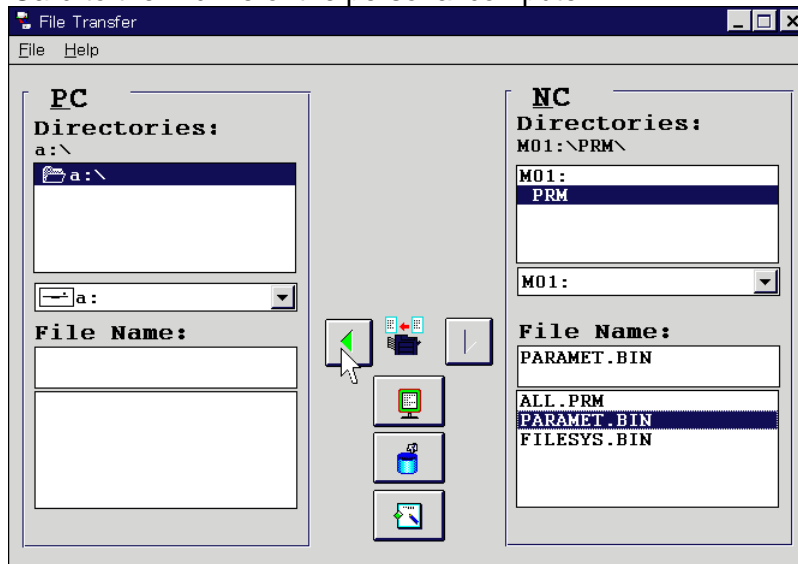 File Transfer
File Help
PC
Directories:
a:\
a:\
a:
File Name:
NC
Directories:
M01:\PRM\
M01:
PRM
M01:
File Name:
PARAMET.BIN
ALL.PRM
PARAMET.BIN
FILESYS.BIN